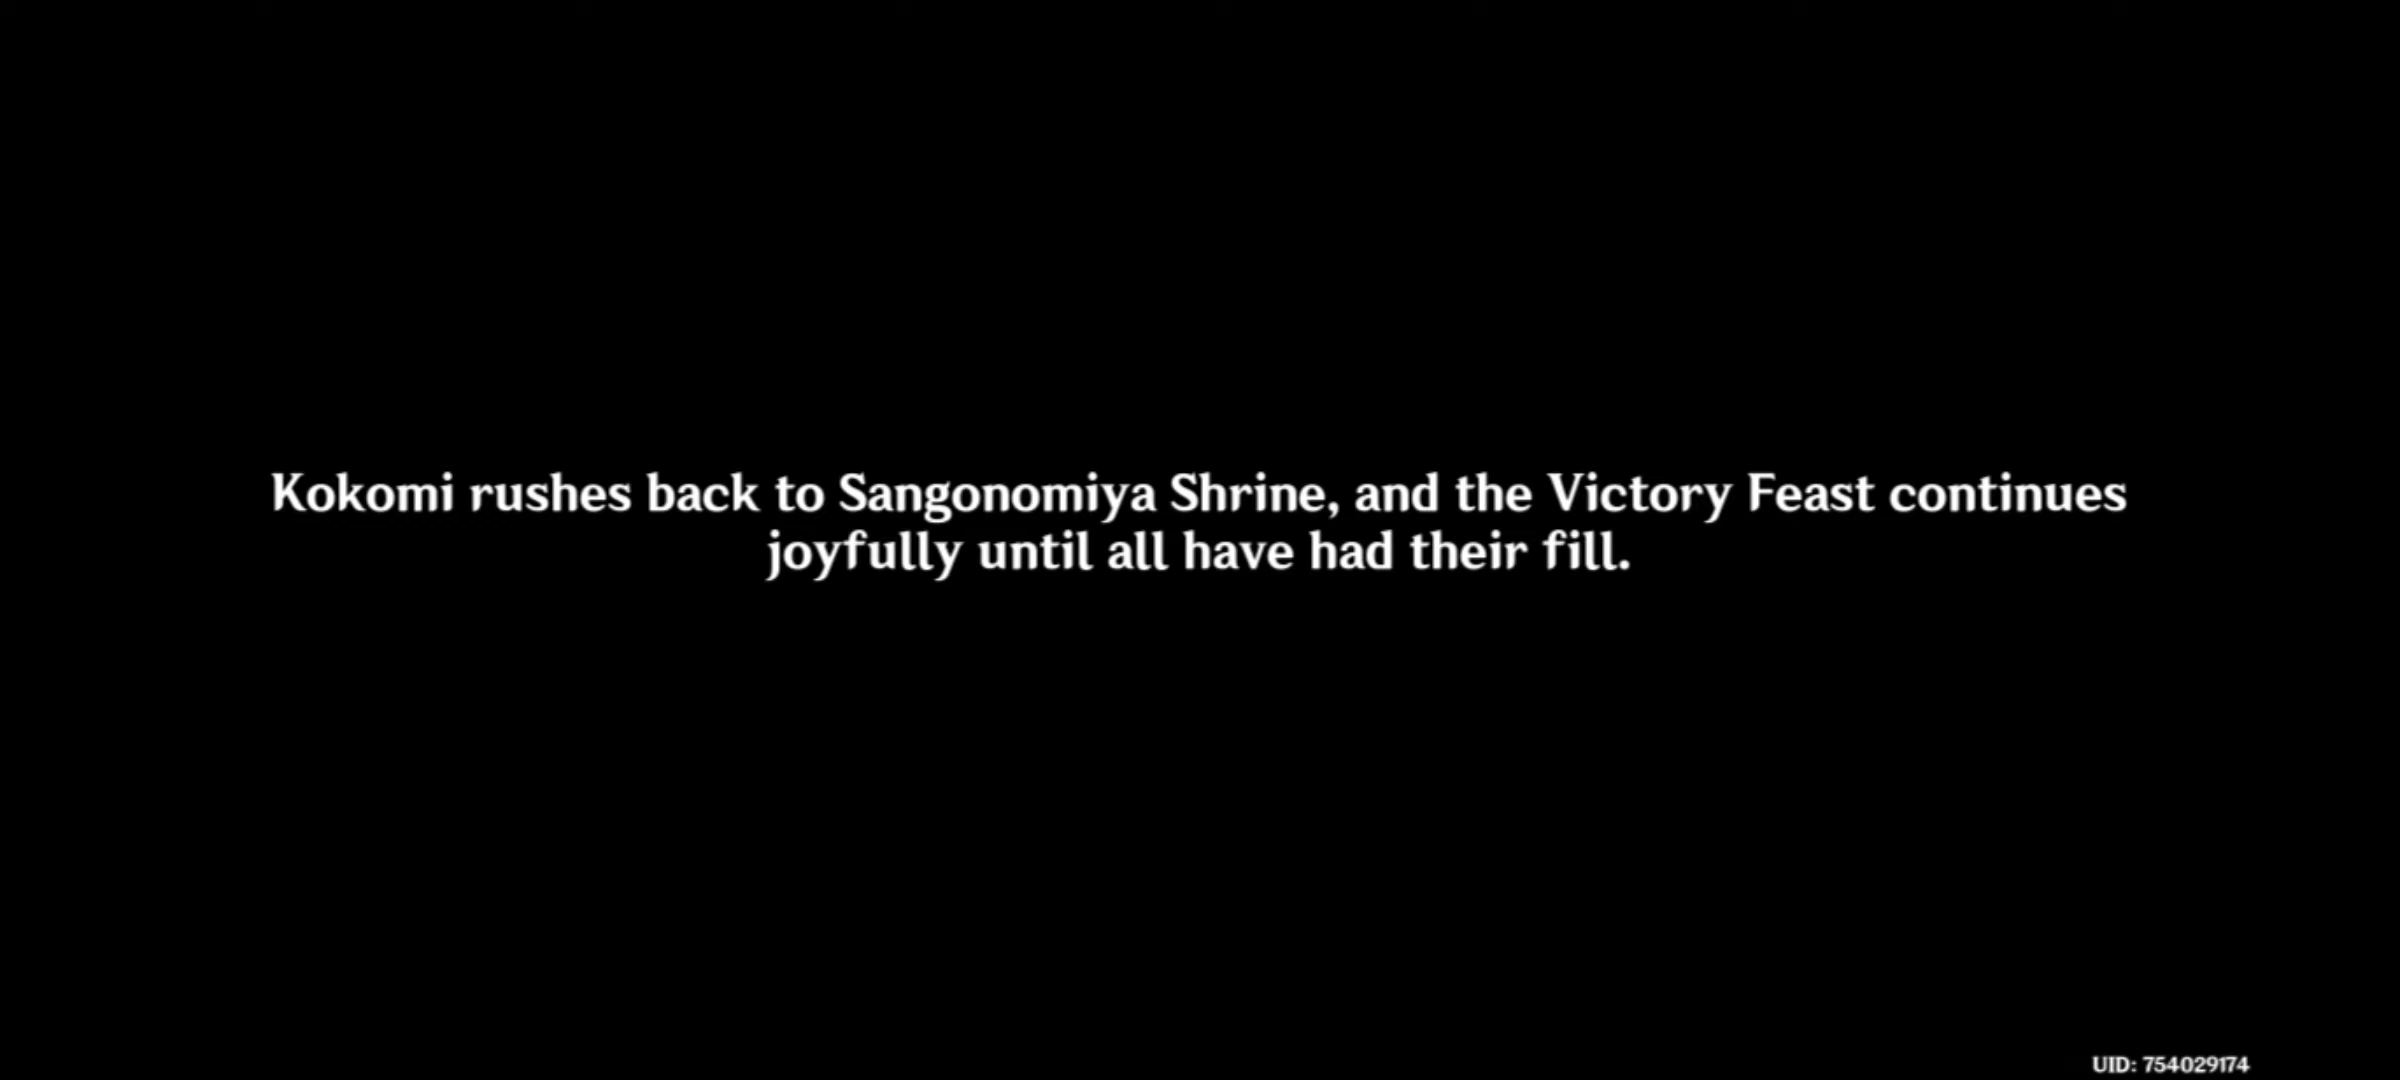 Kokomi rushes back to Sangonomiya Shrine, and the Victory Feast continues
joyfully until all have had their fill.
UID: 754029174